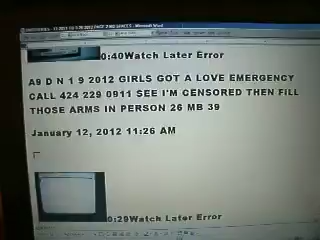 0:40Watch Later Error
A9 D N 1 9 2012 GIRLS GOT A LOVE EMERGENCY
CALL 424 229 0911 SEE I'M CENSORED THEN FILL
THOSE ARMS IN PERSON 26 MB 39
January 12, 2012 11:26 AM
0:29Watch Later Error